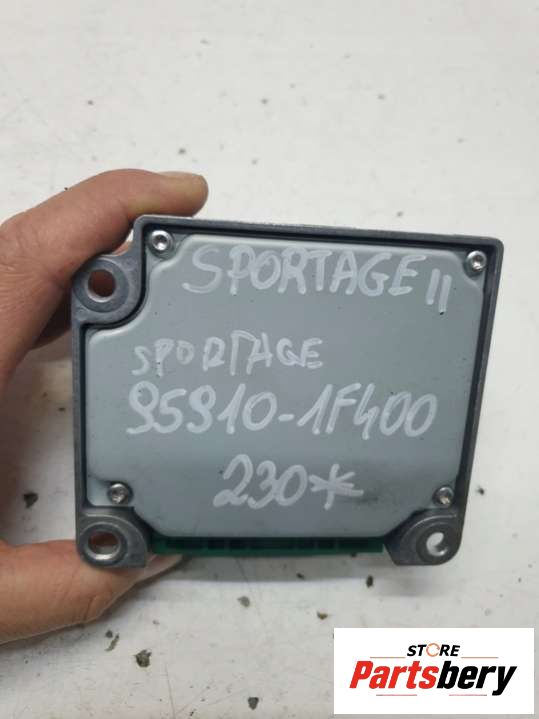 SPORTAGE II
SPORTAGE
95910-1F400
230*
STORE
Partsbery